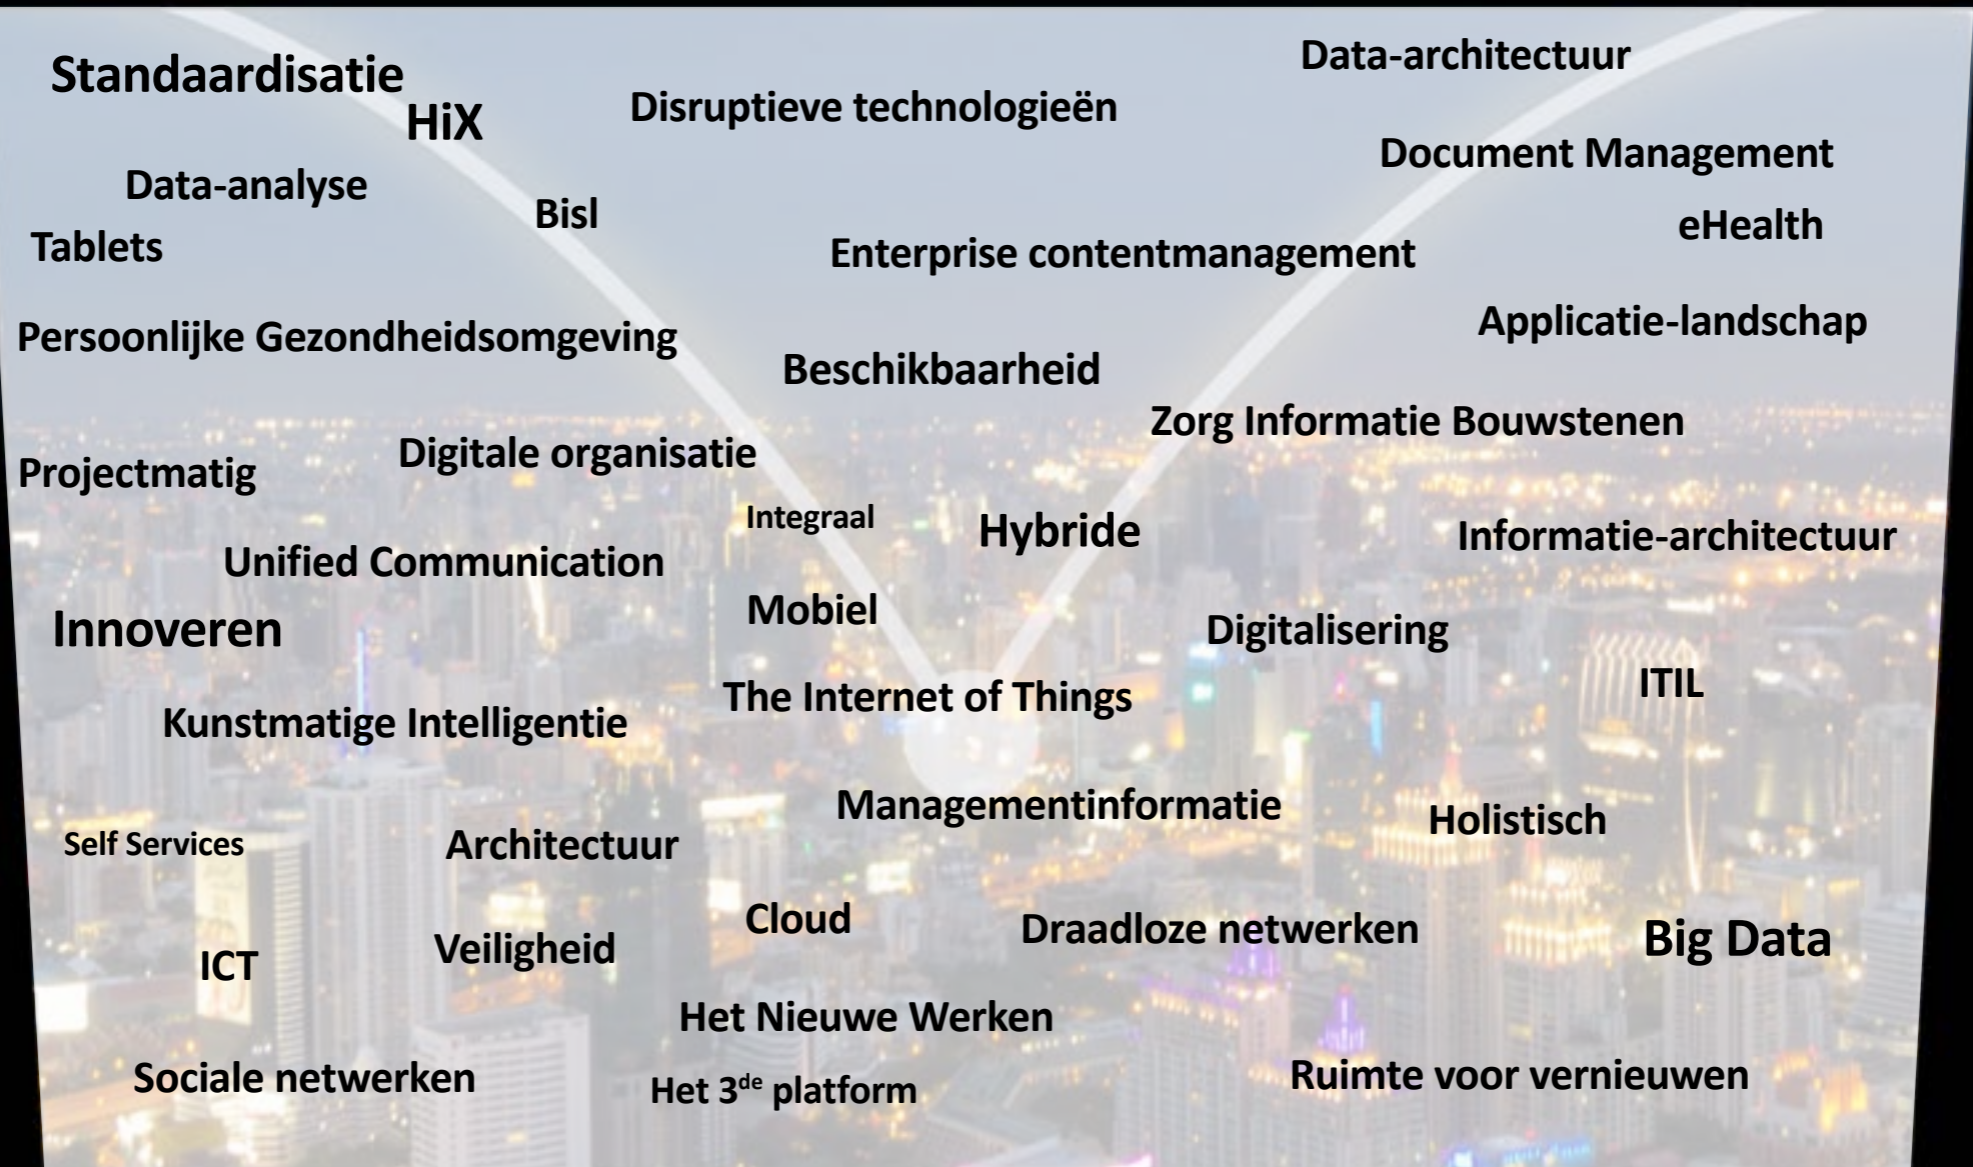 Standaardisatie
Data-architectuur
HiX
Disruptieve technologieën
Document Management
Data-analyse
Bisl
eHealth
Tablets
Enterprise contentmanagement
Persoonlijke Gezondheidsomgeving
Applicatie-landschap
Beschikbaarheid
Zorg Informatie Bouwstenen
Digitale organisatie
Projectmatig
Integraal
Hybride
Informatie-architectuur
Unified Communication
Mobiel
Innoveren
Digitalisering
ITIL
The Internet of Things
Kunstmatige Intelligentie
Managementinformatie
Holistisch
Self Services
Architectuur
Cloud
Draadloze netwerken
Big Data
Veiligheid
ICT
Het Nieuwe Werken
Sociale netwerken
Ruimte voor vernieuwen
Het 3de platform